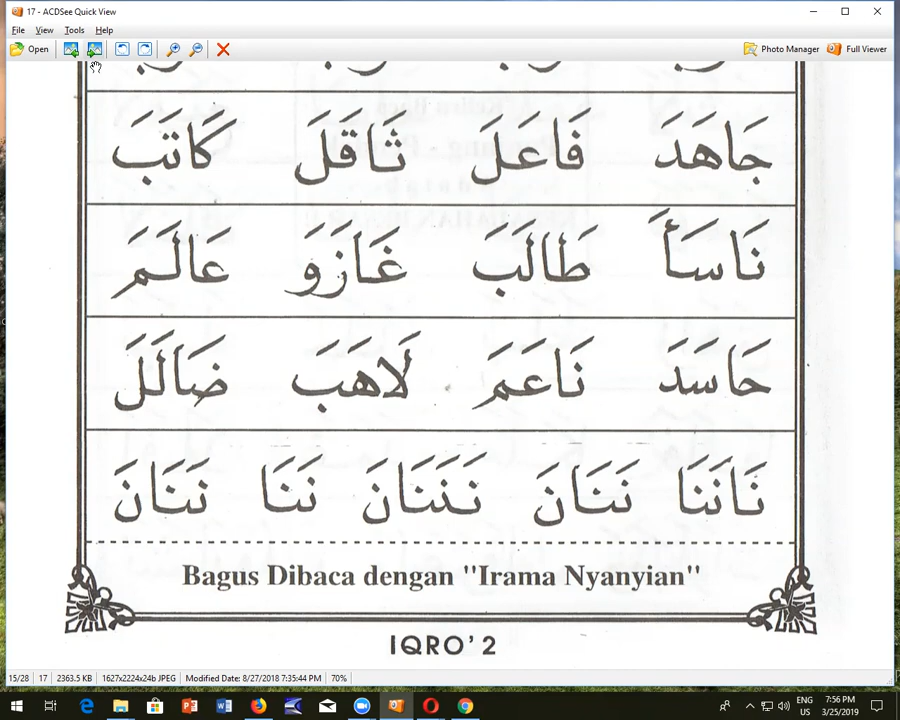 17 - ACDSee Quick View
File View Tools Help
Open Photo Manager Full Viewer
جَاهَدَ فَاعَلَ ثَاقَلَ كَاتَبَ
نَاسَأَ طَالَبَ غَازَوَ عَالَمَ
حَاسَدَ نَاعَمَ لَاهَبَ ضَالَلَ
نَانَنَا نَنَانَ نَنَنَانَ نَنَا نَنَانَ
Bagus Dibaca dengan "Irama Nyanyian"
IQRO' 2
15/28 17 2363.5 KB 1627x2224x24b JPEG Modified Date: 8/27/2018 7:35:44 PM 70%
ENG 7:56 PM
US 3/25/2019